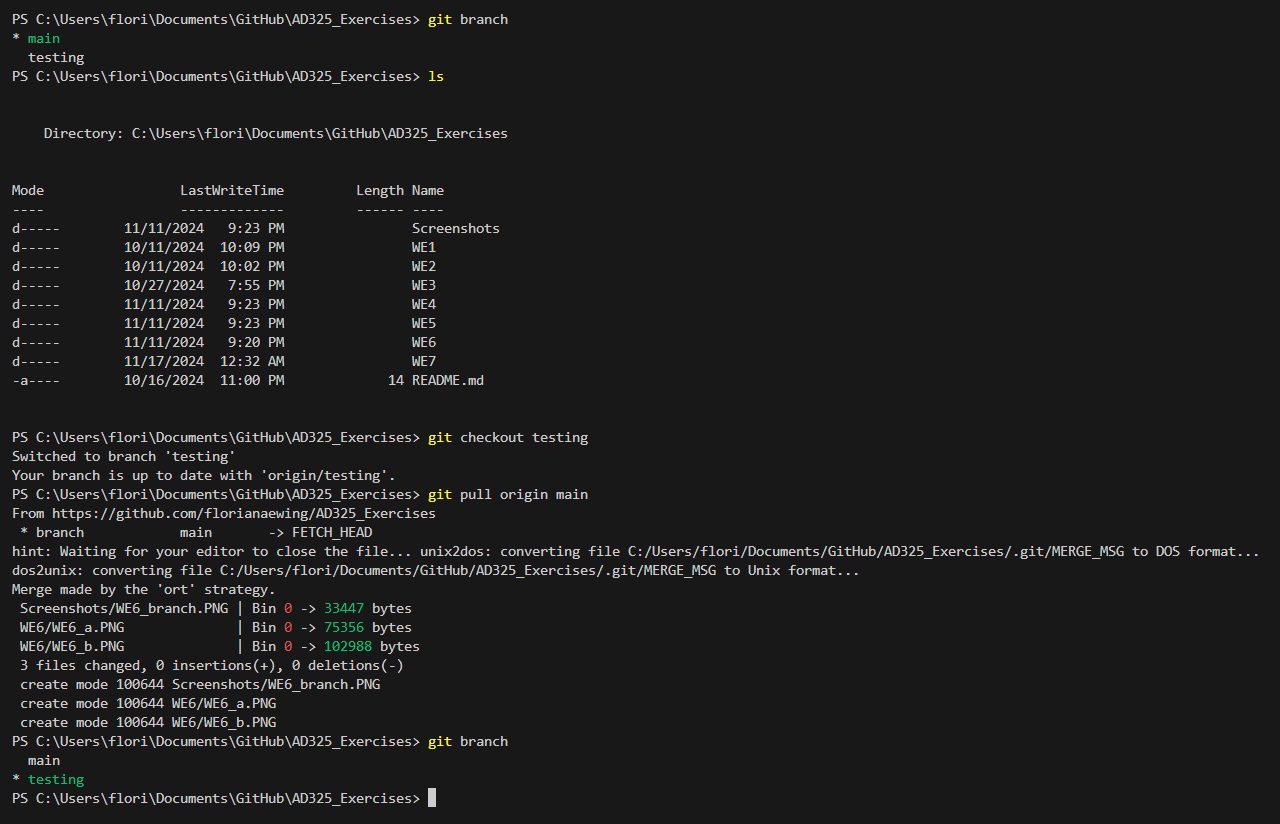 PS C:\Users\flori\Documents\GitHub\AD325_Exercises> git branch
* main
  testing
PS C:\Users\flori\Documents\GitHub\AD325_Exercises> ls
    Directory: C:\Users\flori\Documents\GitHub\AD325_Exercises
Mode                 LastWriteTime         Length Name
----                 -------------         ------ ----
d-----        11/11/2024   9:23 PM                Screenshots
d-----        10/11/2024  10:09 PM                WE1
d-----        10/11/2024  10:02 PM                WE2
d-----        10/27/2024   7:55 PM                WE3
d-----        11/11/2024   9:23 PM                WE4
d-----        11/11/2024   9:23 PM                WE5
d-----        11/11/2024   9:20 PM                WE6
d-----        11/17/2024  12:32 AM                WE7
-a----        10/16/2024  11:00 PM             14 README.md
PS C:\Users\flori\Documents\GitHub\AD325_Exercises> git checkout testing
Switched to branch 'testing'
Your branch is up to date with 'origin/testing'.
PS C:\Users\flori\Documents\GitHub\AD325_Exercises> git pull origin main
From https://github.com/florianaewing/AD325_Exercises
 * branch            main       -> FETCH_HEAD
hint: Waiting for your editor to close the file... unix2dos: converting file C:/Users/flori/Documents/GitHub/AD325_Exercises/.git/MERGE_MSG to DOS format...
dos2unix: converting file C:/Users/flori/Documents/GitHub/AD325_Exercises/.git/MERGE_MSG to Unix format...
Merge made by the 'ort' strategy.
 Screenshots/WE6_branch.PNG | Bin 0 -> 33447 bytes
 WE6/WE6_a.PNG              | Bin 0 -> 75356 bytes
 WE6/WE6_b.PNG              | Bin 0 -> 102988 bytes
 3 files changed, 0 insertions(+), 0 deletions(-)
 create mode 100644 Screenshots/WE6_branch.PNG
 create mode 100644 WE6/WE6_a.PNG
 create mode 100644 WE6/WE6_b.PNG
PS C:\Users\flori\Documents\GitHub\AD325_Exercises> git branch
  main
* testing
PS C:\Users\flori\Documents\GitHub\AD325_Exercises>